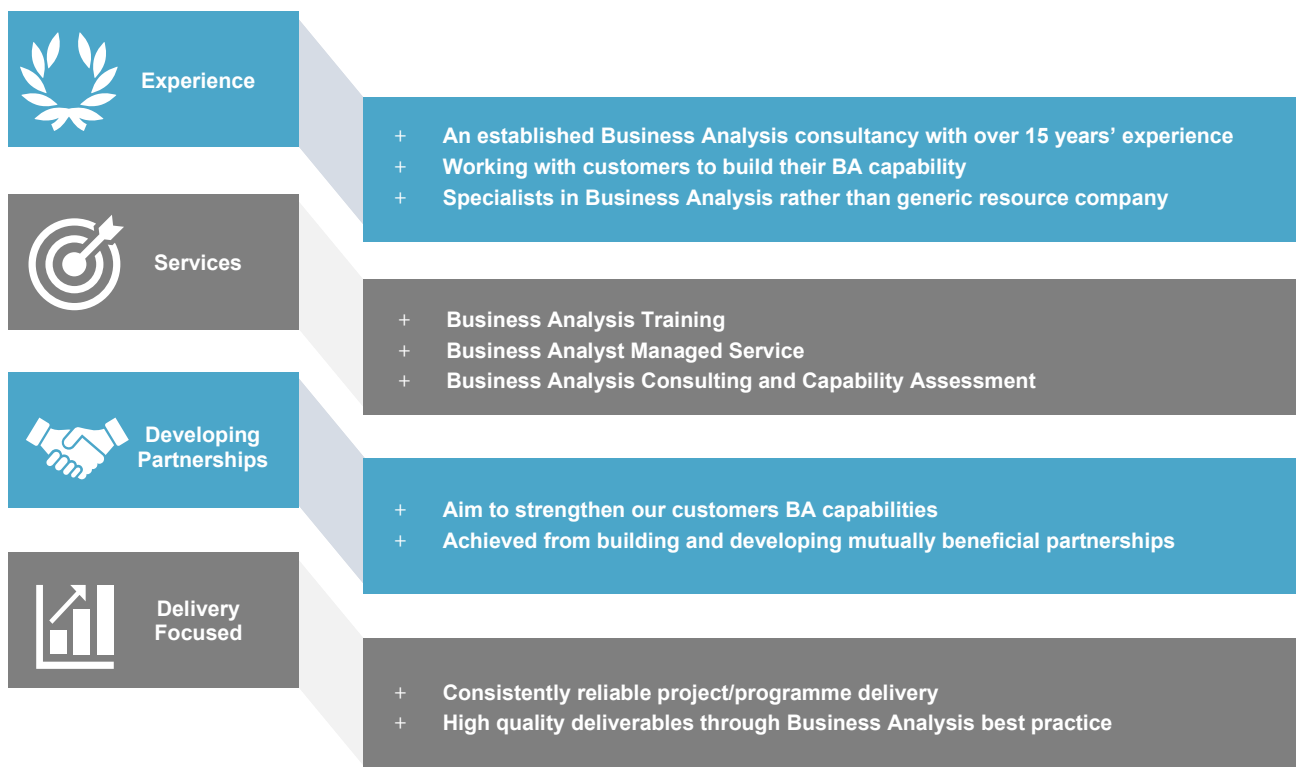 Experience
+ An established Business Analysis consultancy with over 15 years’ experience
+ Working with customers to build their BA capability
+ Specialists in Business Analysis rather than generic resource company
Services
+ Business Analysis Training
+ Business Analyst Managed Service
+ Business Analysis Consulting and Capability Assessment
Developing
Partnerships
+ Aim to strengthen our customers BA capabilities
+ Achieved from building and developing mutually beneficial partnerships
Delivery
Focused
+ Consistently reliable project/programme delivery
+ High quality deliverables through Business Analysis best practice